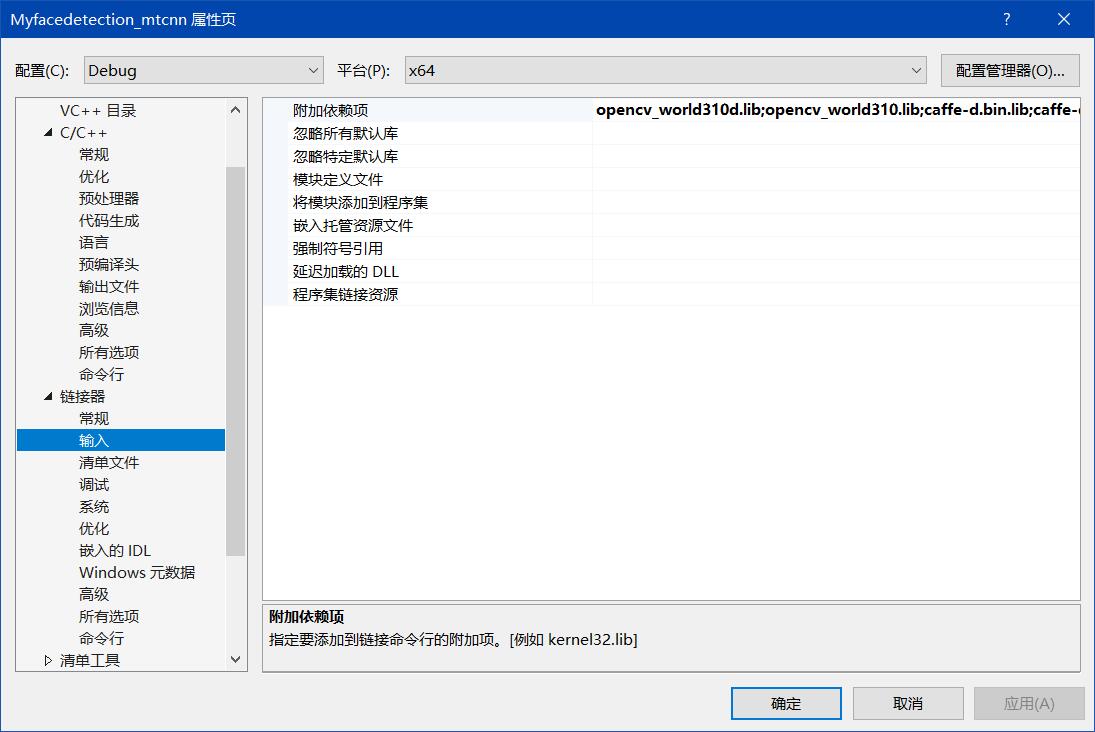 Myfacedetection_mtcnn 属性页
?
配置(C):
Debug
平台(P):
x64
配置管理器(O)...
VC++ 目录
C/C++
常规
优化
预处理器
代码生成
语言
预编译头
输出文件
浏览信息
高级
所有选项
命令行
链接器
常规
输入
清单文件
调试
系统
优化
嵌入的 IDL
Windows 元数据
高级
所有选项
命令行
清单工具
附加依赖项 opencv_world310d.lib;opencv_world310.lib;caffe-d.bin.lib;caffe-
忽略所有默认库
忽略特定默认库
模块定义文件
将模块添加到程序集
嵌入托管资源文件
强制符号引用
延迟加载的 DLL
程序集链接资源
附加依赖项
指定要添加到链接命令行的附加项。[例如 kernel32.lib]
确定
取消
应用(A)